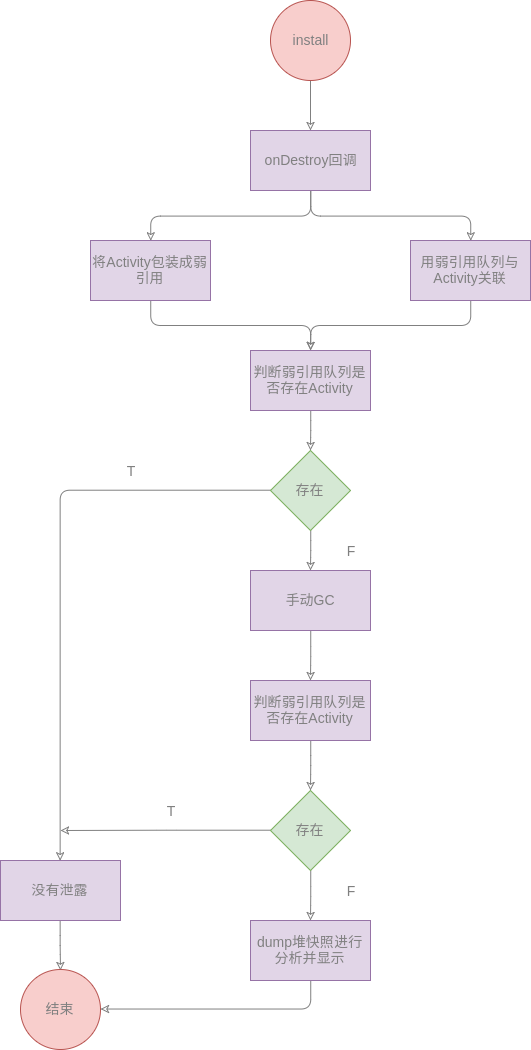 install
onDestroy回调
将Activity包装成弱
引用
用弱引用队列与
Activity关联
判断弱引用队列是
否存在Activity
T
存在
F
手动GC
判断弱引用队列是
否存在Activity
T
存在
F
没有泄露
dump堆快照进行
分析并显示
结束